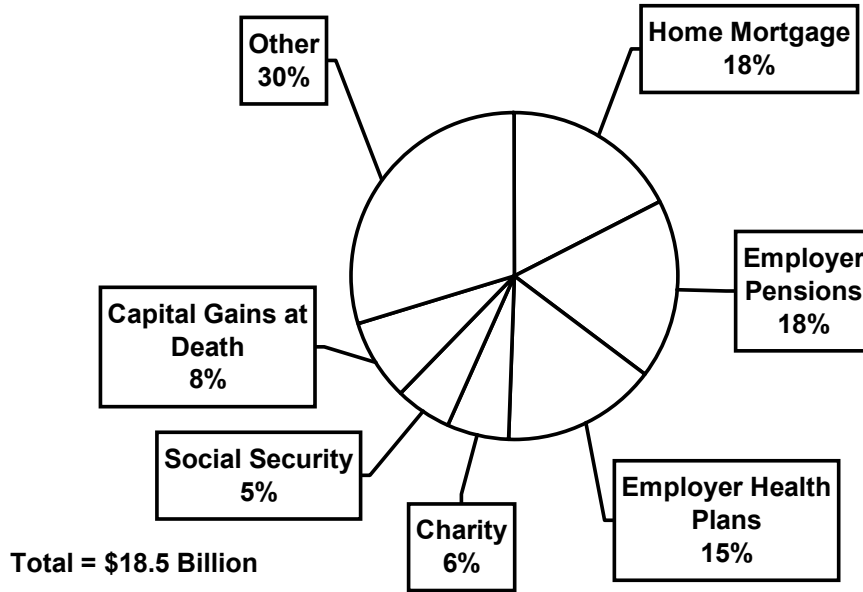 Other
30%
Home Mortgage
18%
Employer
Pensions
18%
Capital Gains at
Death
8%
Social Security
5%
Charity
6%
Employer Health
Plans
15%
Total = $18.5 Billion